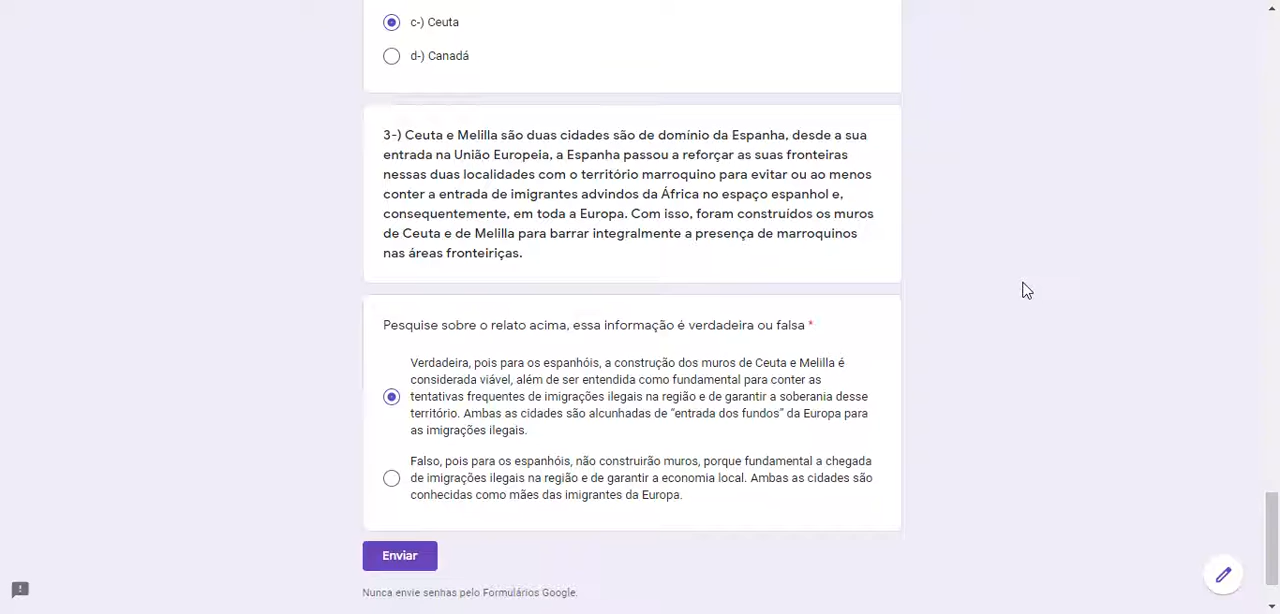 c-) Ceuta
d-) Canadá
3-) Ceuta e Melilla são duas cidades são de domínio da Espanha, desde a sua
entrada na União Europeia, a Espanha passou a reforçar as suas fronteiras
nessas duas localidades com o território marroquino para evitar ou ao menos
conter a entrada de imigrantes advindos da África no espaço espanhol e,
consequentemente, em toda a Europa. Com isso, foram construídos os muros
de Ceuta e de Melilla para barrar integralmente a presença de marroquinos
nas áreas fronteiriças.
Pesquise sobre o relato acima, essa informação é verdadeira ou falsa *
Verdadeira, pois para os espanhóis, a construção dos muros de Ceuta e Melilla é
considerada viável, além de ser entendida como fundamental para conter as
tentativas frequentes de imigrações ilegais na região e de garantir a soberania desse
território. Ambas as cidades são alcunhadas de “entrada dos fundos” da Europa para
as imigrações ilegais.
Falso, pois para os espanhóis, não construirão muros, porque fundamental a chegada
de imigrações ilegais na região e de garantir a economia local. Ambas as cidades são
conhecidas como mães das imigrantes da Europa.
Enviar
Nunca envie senhas pelo Formulários Google.